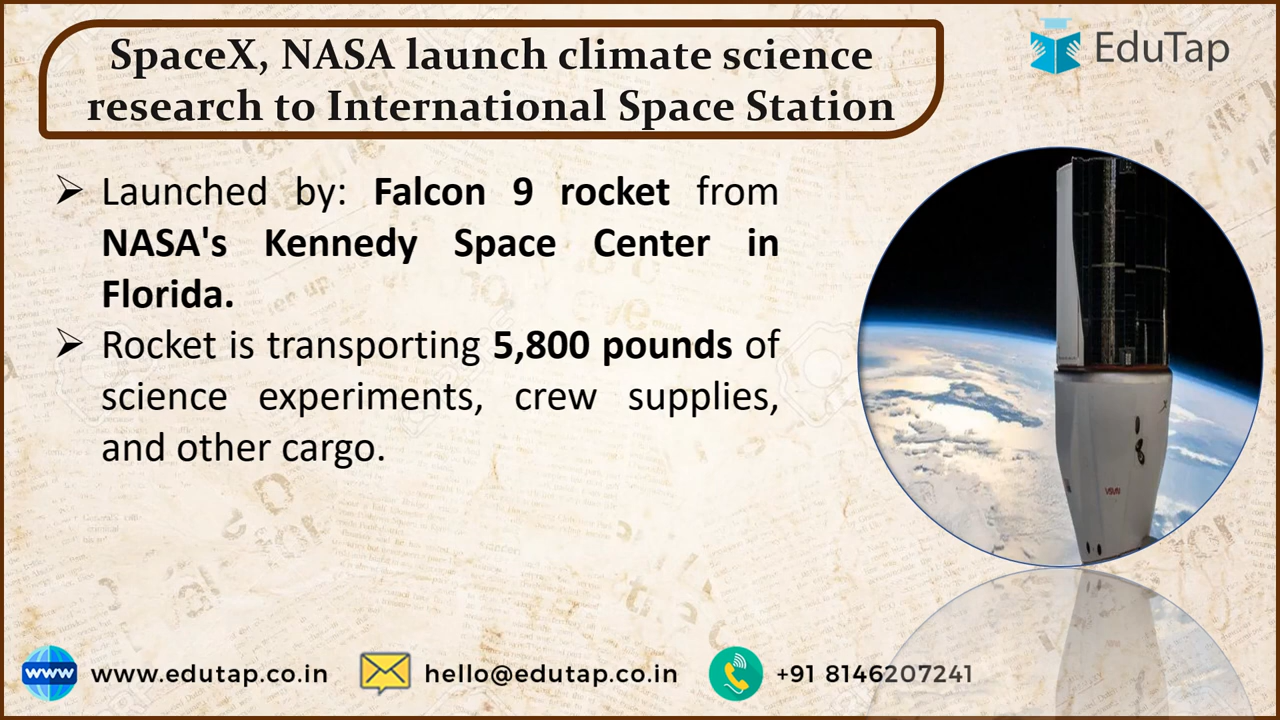 SpaceX, NASA launch climate science
research to International Space Station
EduTap
Launched by: Falcon 9 rocket from
NASA's Kennedy Space Center in
Florida.
Rocket is transporting 5,800 pounds of
science experiments, crew supplies,
and other cargo.
www
www.edutap.co.in
hello@edutap.co.in
+91 8146207241